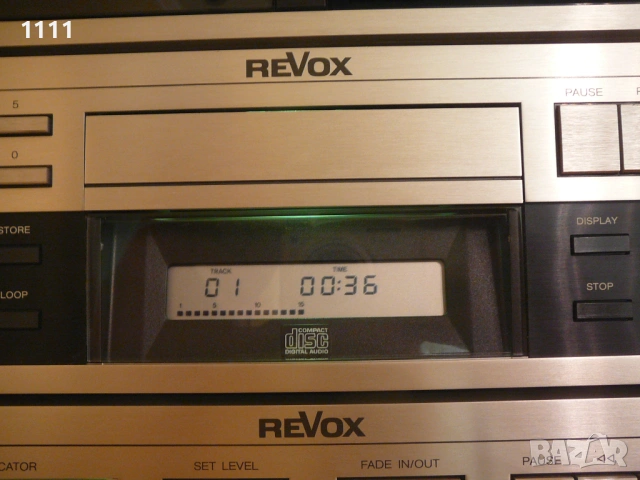 1111
REVOX
5
PAUSE
0
STORE
DISPLAY
TRACK TIME
01 00:36
LOOP
STOP
1 5 10 15
COMPACT
disc
DIGITAL AUDIO
REVOX
SET LEVEL
FADE IN/OUT
PAUSE
BAZAR